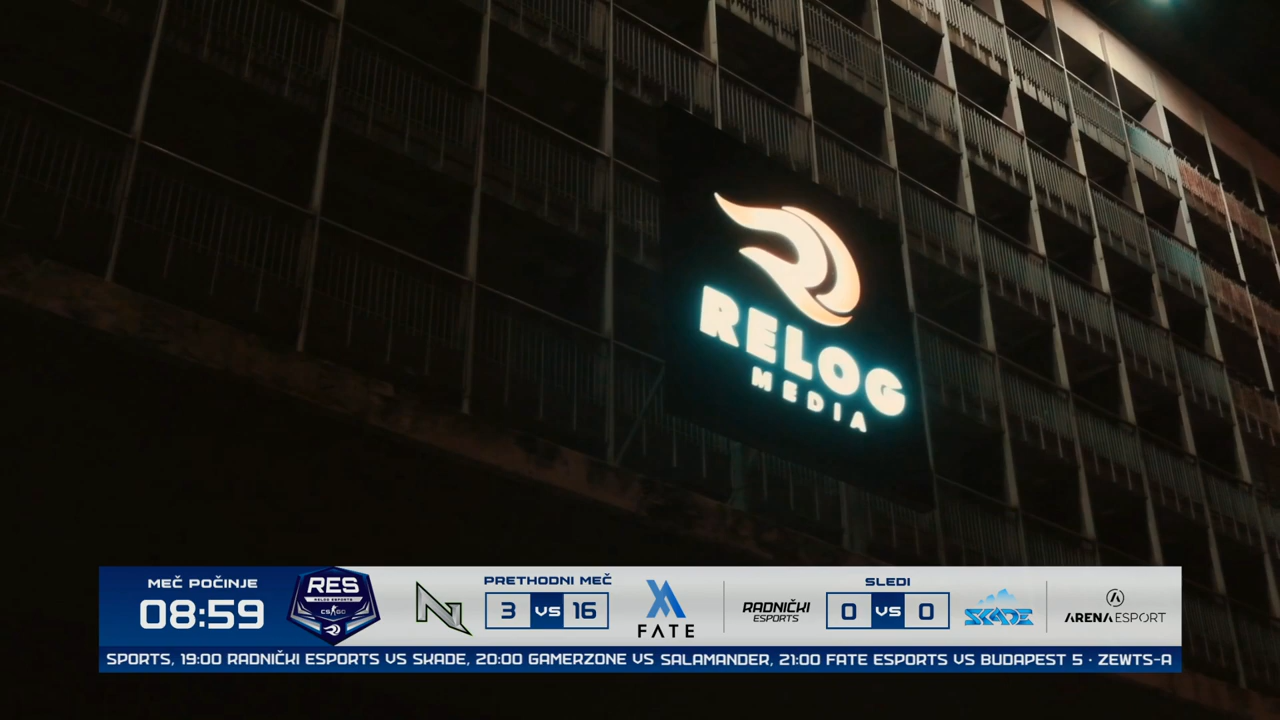 RELOG
MEDIA
MEČ POČINJE
08:59
RES
RELOG ESPORTS
CS GO
PRETHODNI MEČ
3 VS 16
FATE
RADNIČKI
ESPORTS
SLEDI
0 VS 0
SKADE
ARENA ESPORT
SPORTS, 19:00 RADNIČKI ESPORTS VS SKADE, 20:00 GAMERZONE VS SALAMANDER, 21:00 FATE ESPORTS VS BUDAPEST 5 · ZEWTS-A